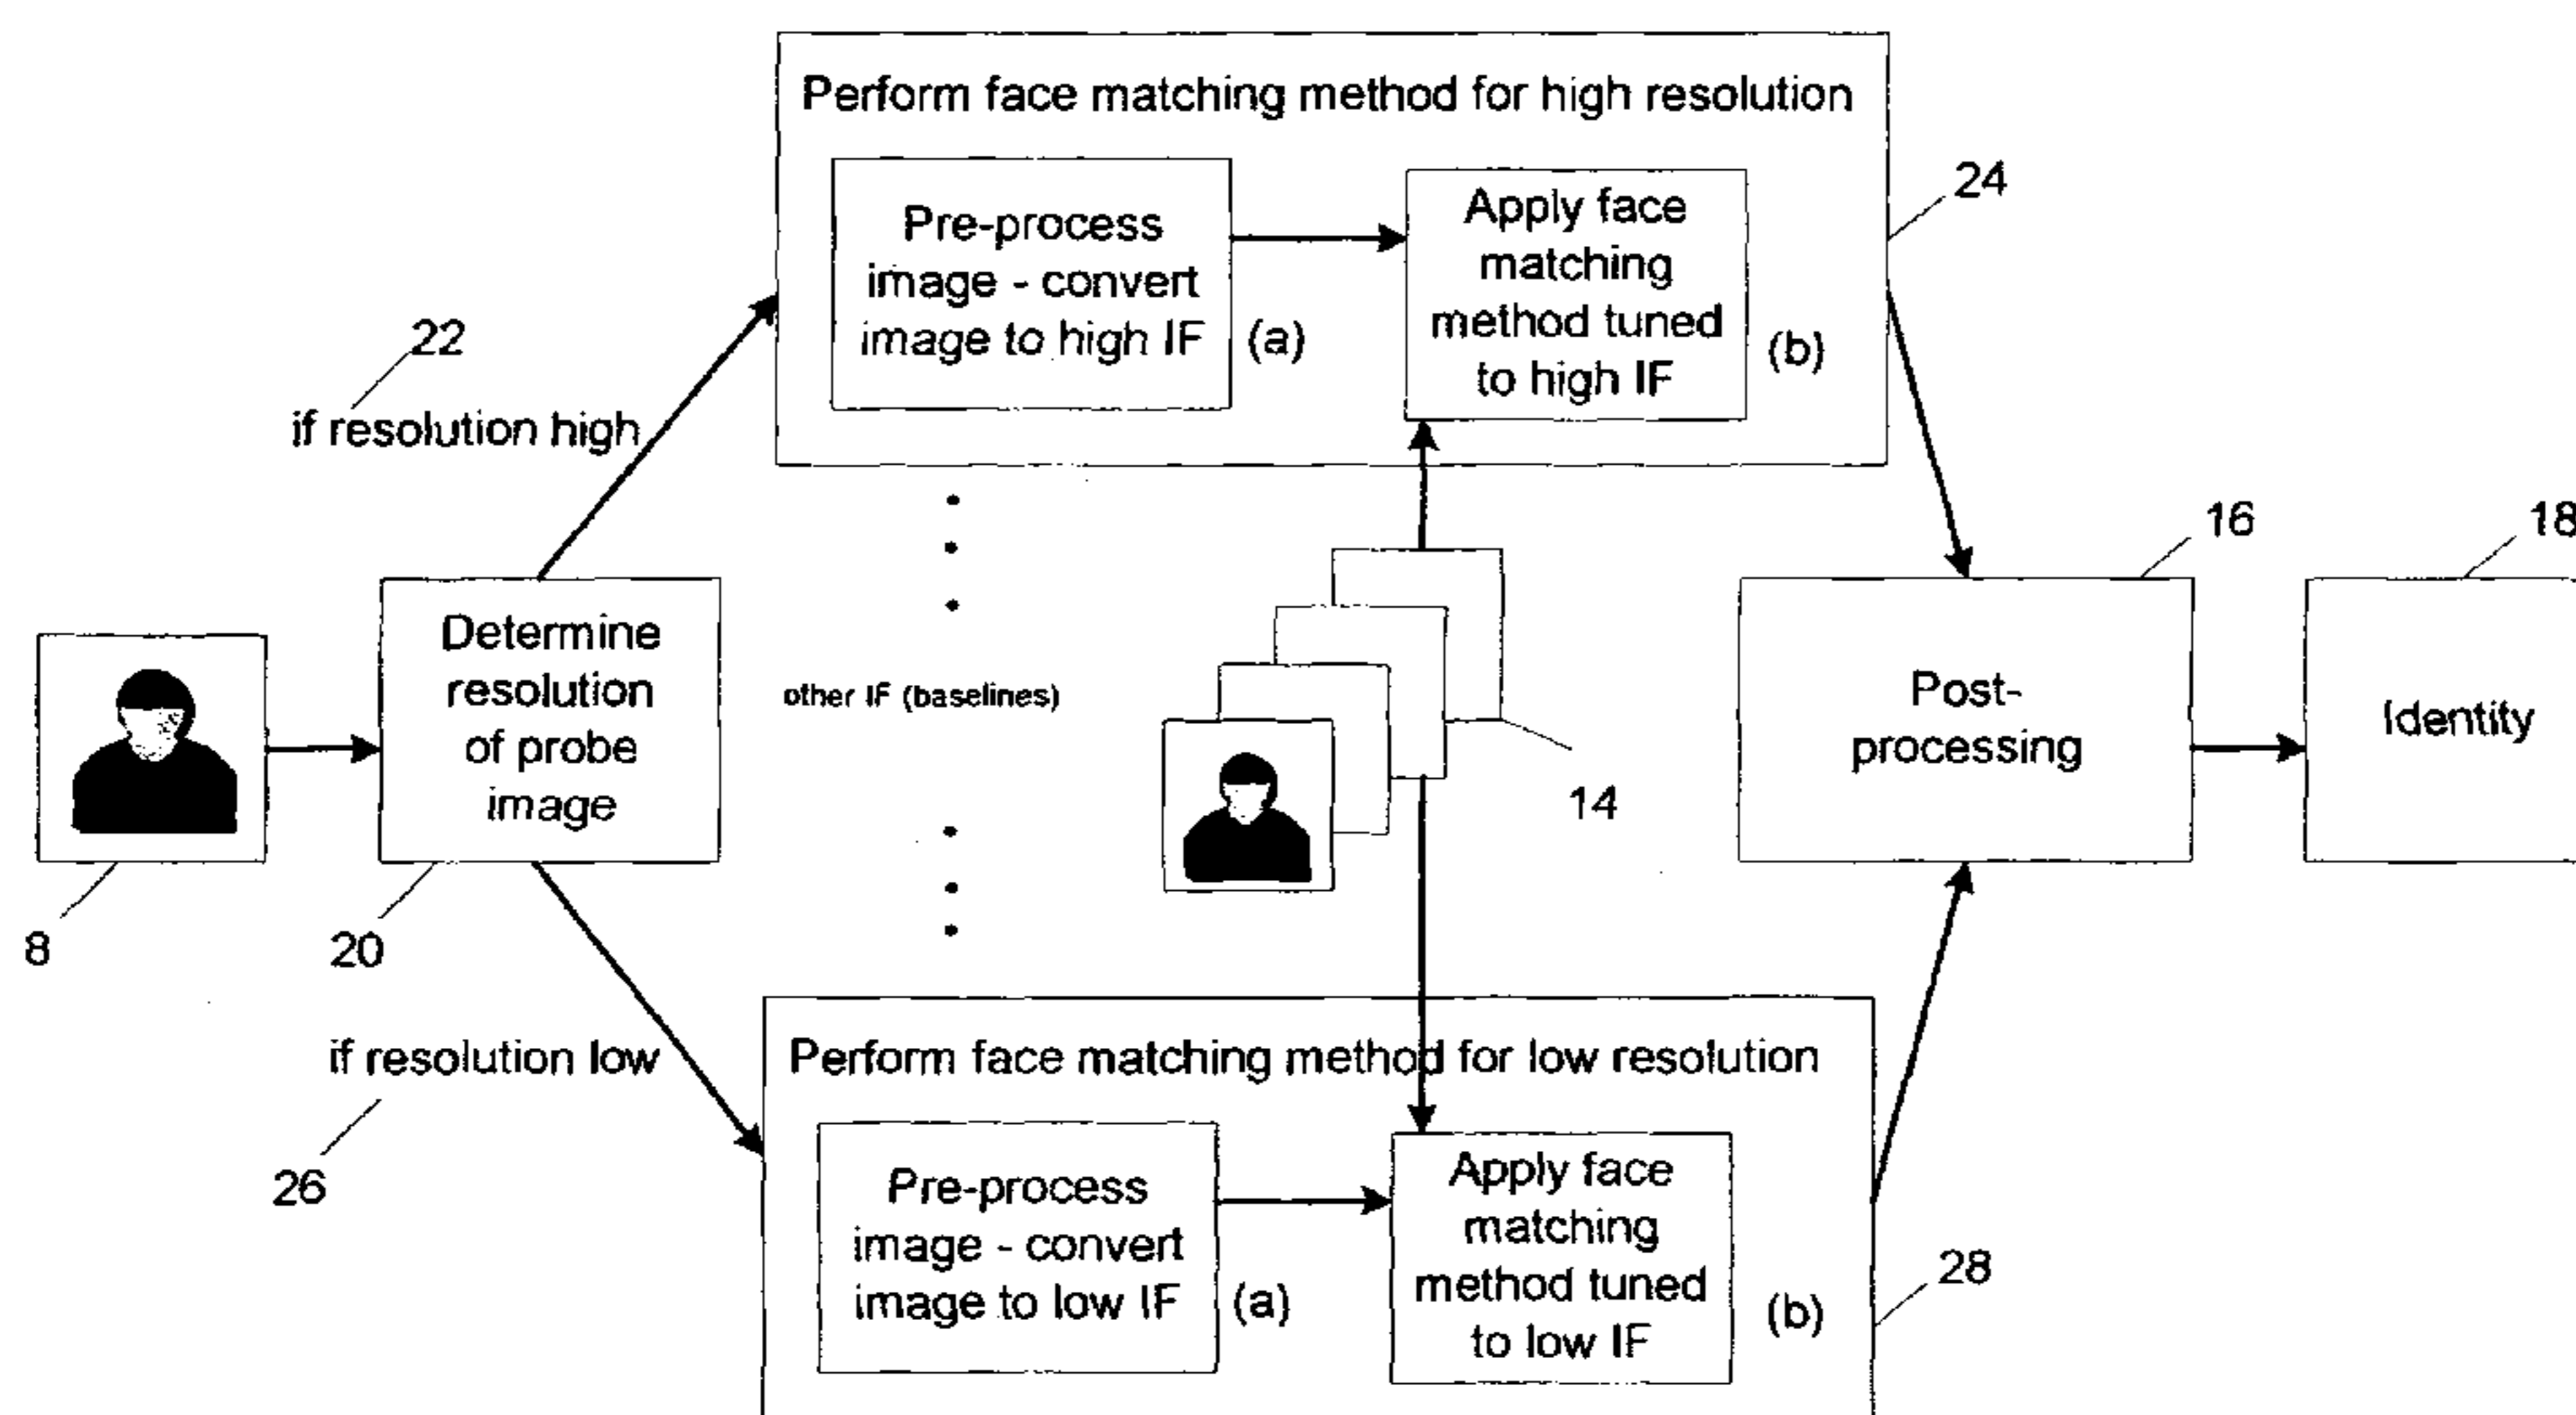 Perform face matching method for high resolution
Pre-process
image - convert
image to high IF
(a)
Apply face
matching
method tuned
to high IF
(b)
24
22
if resolution high
16
18
Determine
resolution
of probe
image
other IF (baselines)
Post-
processing
Identity
14
8
20
if resolution low
26
Perform face matching method for low resolution
Pre-process
image - convert
image to low IF
(a)
Apply face
matching
method tuned
to low IF
(b)
28